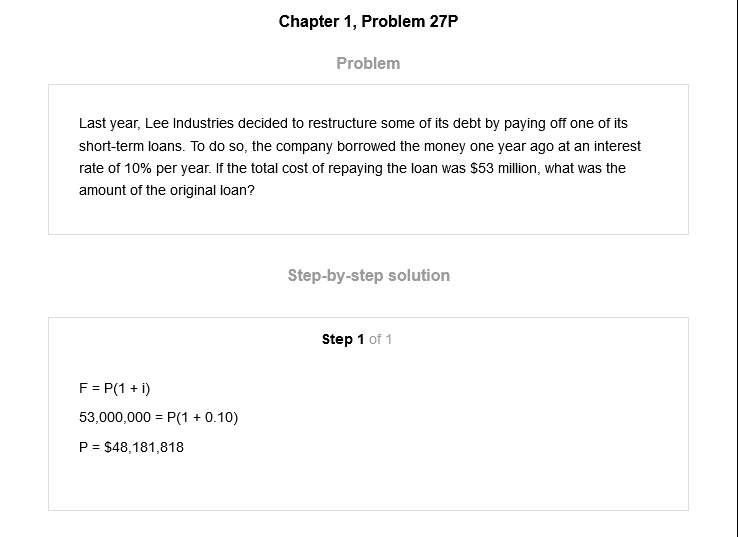 Chapter 1, Problem 27P
Problem
Last year, Lee Industries decided to restructure some of its debt by paying off one of its
short-term loans. To do so, the company borrowed the money one year ago at an interest
rate of 10% per year. If the total cost of repaying the loan was $53 million, what was the
amount of the original loan?
Step-by-step solution
Step 1 of 1
F = P(1 + i)
53,000,000 = P(1 + 0.10)
P = $48,181,818